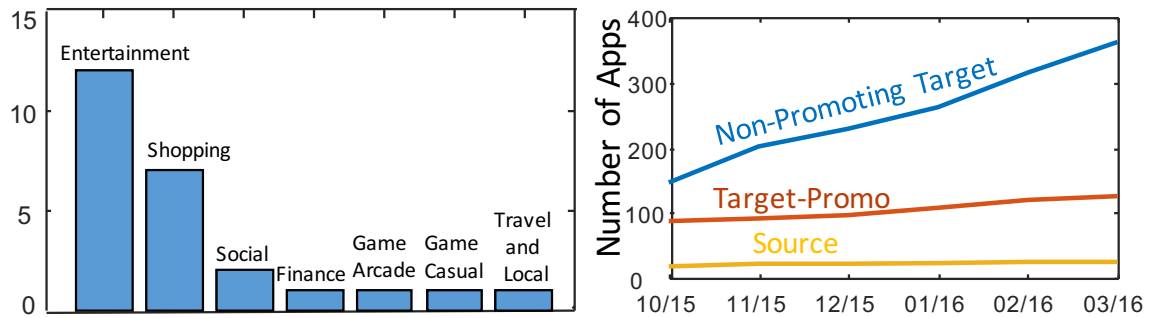 15
10
5
0
Entertainment
Shopping
Social
Finance
Game
Arcade
Game
Casual
Travel
and
Local
Number of Apps
400
300
200
100
0
Non-Promoting Target
Target-Promo
Source
10/15 11/15 12/15 01/16 02/16 03/16